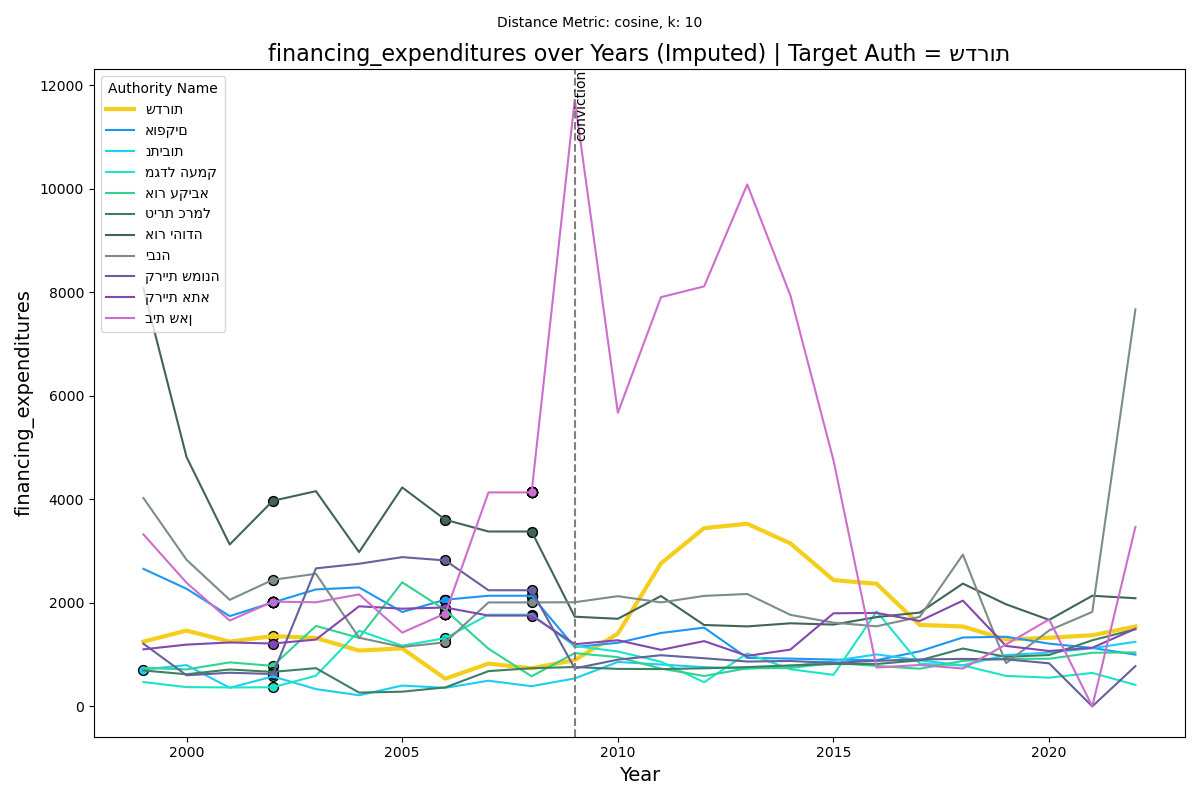 Distance Metric: cosine, k: 10
financing_expenditures over Years (Imputed) | Target Auth = שדרות
12000
10000
8000
6000
4000
2000
0
financing_expenditures
Authority Name
שדרות
אופקים
נתיבות
מגדל העמק
אור עקיבא
טירת כרמל
אור יהודה
יבנה
קריית שמונה
קריית אתא
בית שאן
conviction
2000
2005
2010
2015
2020
Year